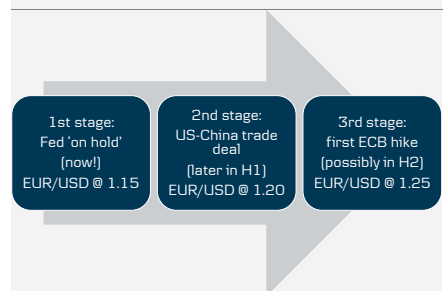 1st stage:
Fed 'on hold'
(now!)
EUR/USD @ 1.15
2nd stage:
US-China trade
deal
(later in H1)
EUR/USD @ 1.20
3rd stage:
first ECB hike
(possibly in H2)
EUR/USD @ 1.25